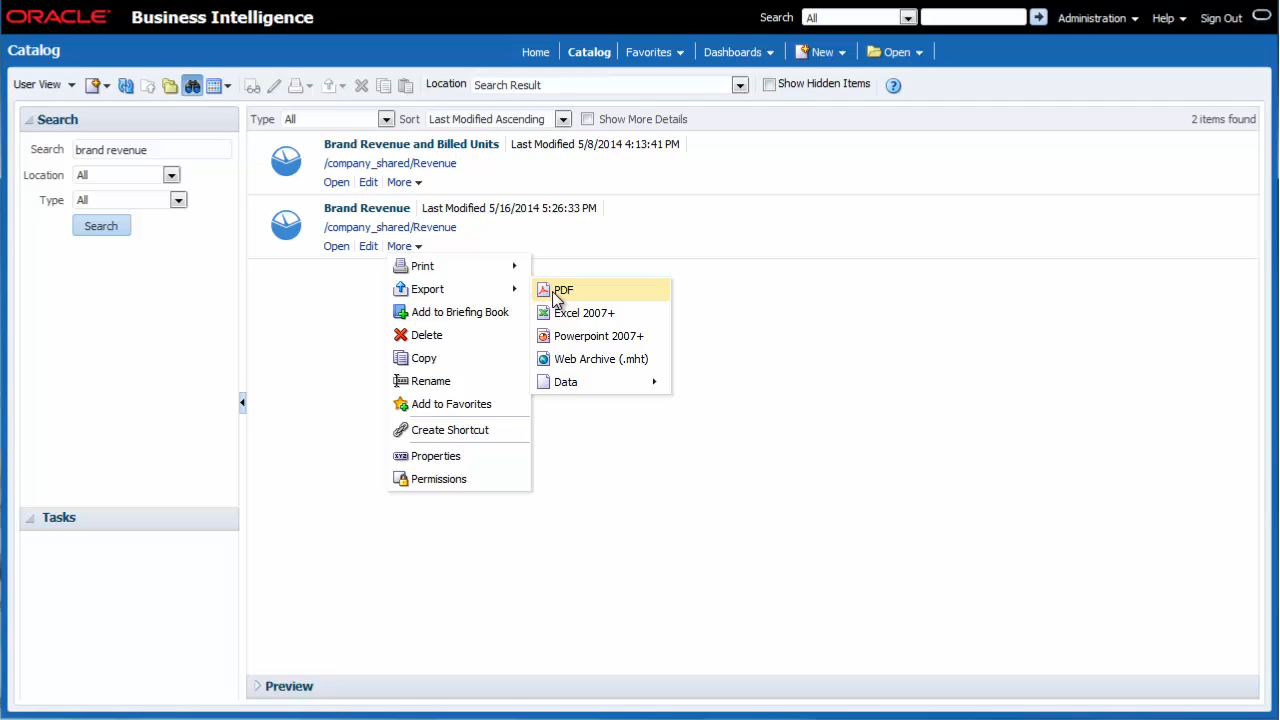 ORACLE Business Intelligence
Search All Administration Help Sign Out
Catalog
Home Catalog Favorites Dashboards New Open
User View Location Search Result Show Hidden Items
Search
Search brand revenue
Location All
Type All
Search
Tasks
Type All Sort Last Modified Ascending Show More Details 2 items found
Brand Revenue and Billed Units Last Modified 5/8/2014 4:13:41 PM
/company_shared/Revenue
Open Edit More
Brand Revenue Last Modified 5/16/2014 5:26:33 PM
/company_shared/Revenue
Open Edit More
Print
Export
Add to Briefing Book
Delete
Copy
Rename
Add to Favorites
Create Shortcut
Properties
Permissions
PDF
Excel 2007+
Powerpoint 2007+
Web Archive (.mht)
Data
Preview